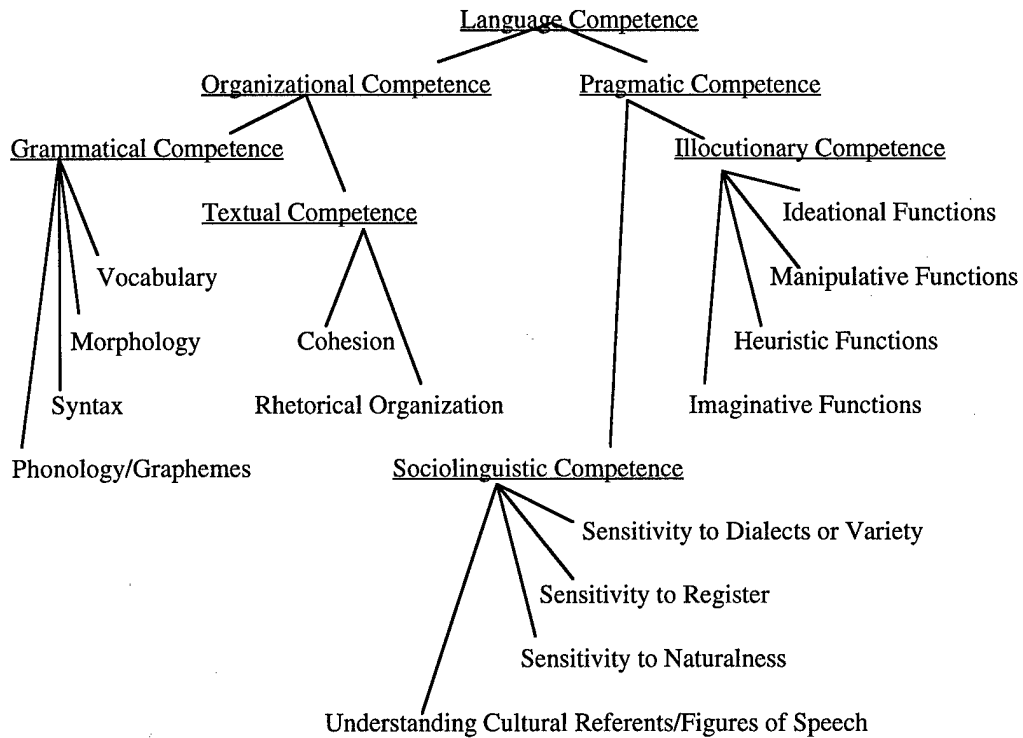 Language Competence
Organizational Competence
Pragmatic Competence
Grammatical Competence
Illocutionary Competence
Textual Competence
Ideational Functions
Vocabulary
Manipulative Functions
Morphology
Cohesion
Heuristic Functions
Syntax
Rhetorical Organization
Imaginative Functions
Phonology/Graphemes
Sociolinguistic Competence
Sensitivity to Dialects or Variety
Sensitivity to Register
Sensitivity to Naturalness
Understanding Cultural Referents/Figures of Speech